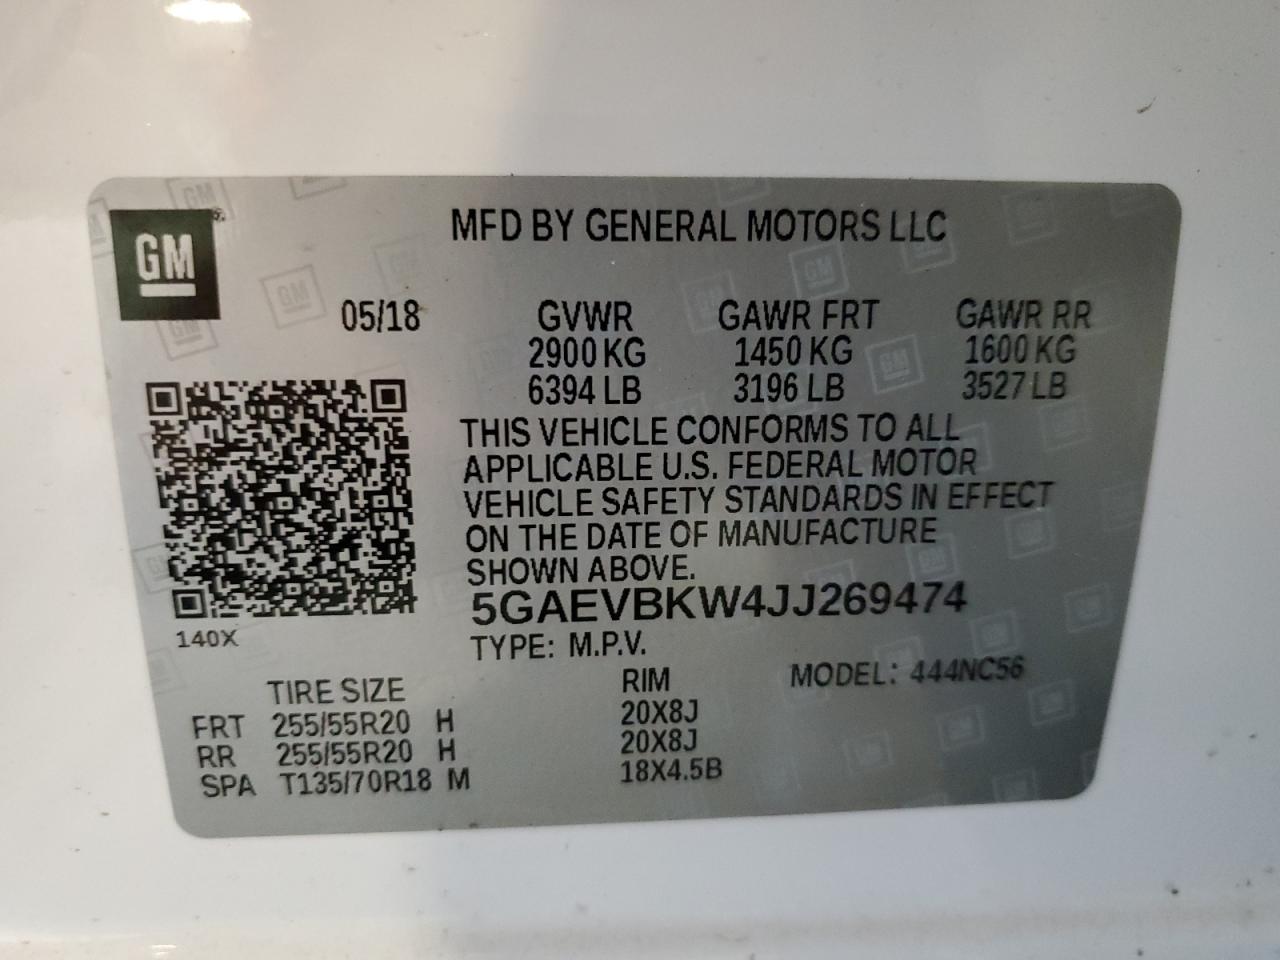 GM
MFD BY GENERAL MOTORS LLC
05/18 GVWR GAWR FRT GAWR RR
2900 KG 1450 KG 1600 KG
6394 LB 3196 LB 3527 LB
THIS VEHICLE CONFORMS TO ALL
APPLICABLE U.S. FEDERAL MOTOR
VEHICLE SAFETY STANDARDS IN EFFECT
ON THE DATE OF MANUFACTURE
SHOWN ABOVE.
5GAEVBKW4JJ269474
140X
TYPE: M.P.V. MODEL: 444NC56
TIRE SIZE RIM
FRT 255/55R20 H 20X8J
RR 255/55R20 H 20X8J
SPA T135/70R18 M 18X4.5B